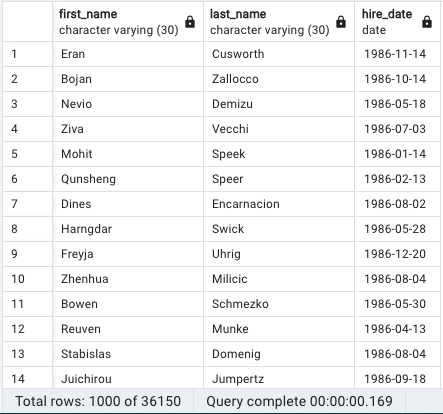 first_name last_name hire_date
character varying (30) character varying (30) date
1 Eran Cusworth 1986-11-14
2 Bojan Zallocco 1986-10-14
3 Nevio Demizu 1986-05-18
4 Ziva Vecchi 1986-07-03
5 Mohit Speek 1986-01-14
6 Qunsheng Speer 1986-02-13
7 Dines Encarnacion 1986-08-02
8 Harngdar Swick 1986-05-28
9 Freyja Uhrig 1986-12-20
10 Zhenhua Milicic 1986-08-04
11 Bowen Schmezko 1986-05-30
12 Reuven Munke 1986-04-13
13 Stabislas Domenig 1986-08-04
14 Juichirou Jumpertz 1986-09-18
Total rows: 1000 of 36150 Query complete 00:00:00.169